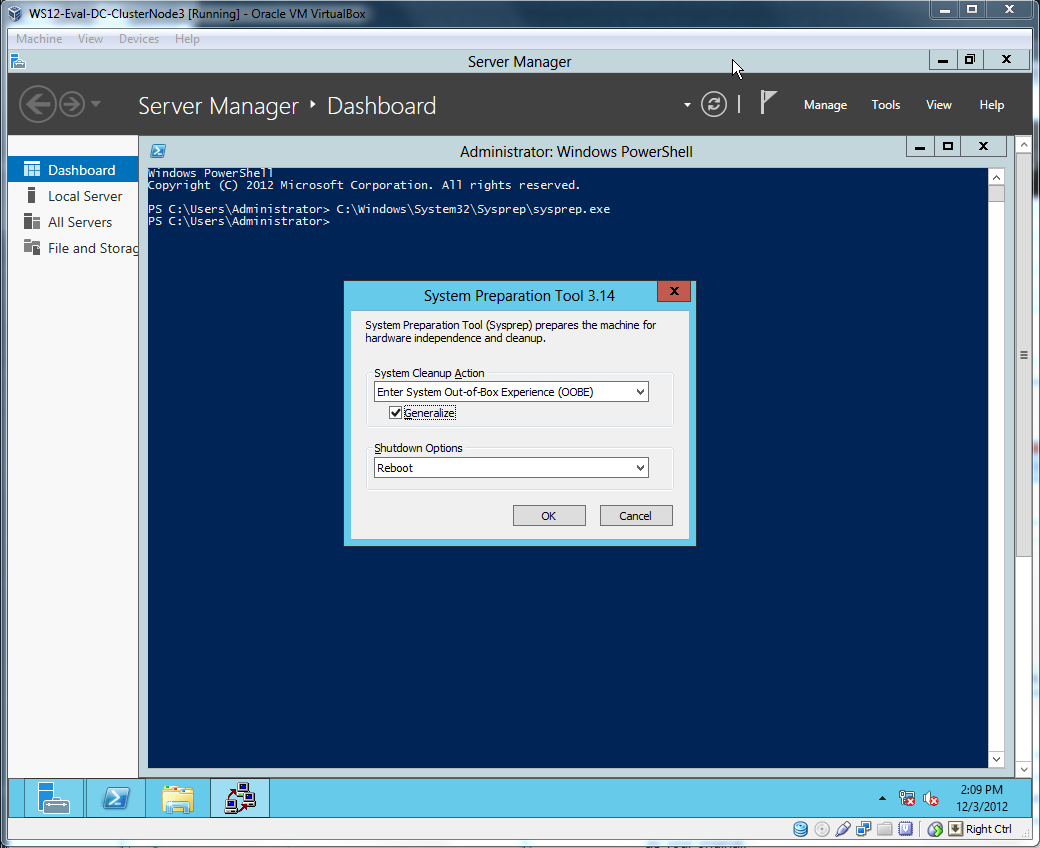 WS12-Eval-DC-ClusterNode3 [Running] - Oracle VM VirtualBox
Machine View Devices Help
Server Manager
Server Manager Dashboard
Manage Tools View Help
Dashboard
Local Server
All Servers
File and Storag
Administrator: Windows PowerShell
Windows PowerShell
Copyright (C) 2012 Microsoft Corporation. All rights reserved.
PS C:\Users\Administrator> C:\Windows\System32\Sysprep\sysprep.exe
PS C:\Users\Administrator>
System Preparation Tool 3.14
System Preparation Tool (Sysprep) prepares the machine for
hardware independence and cleanup.
System Cleanup Action
Enter System Out-of-Box Experience (OOBE)
Generalize
Shutdown Options
Reboot
OK Cancel
2:09 PM
12/3/2012
Right Ctrl